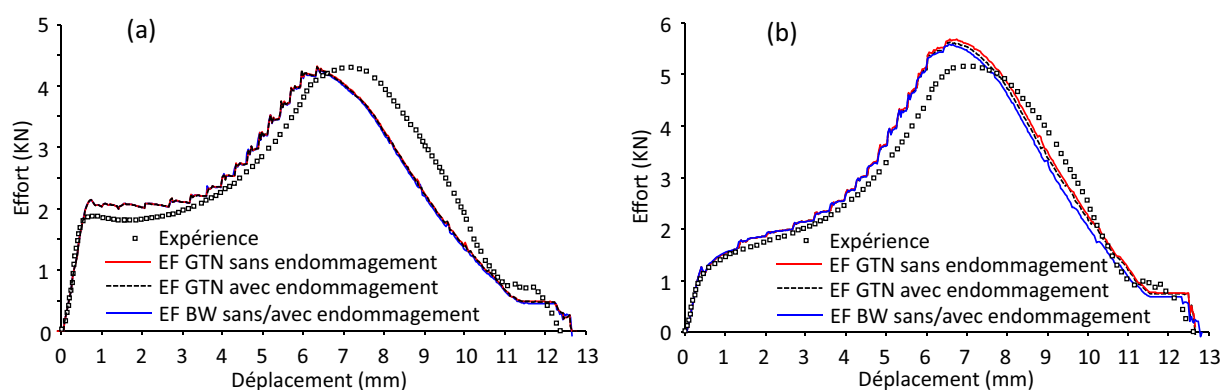 (a)
Effort (KN)
5
4
3
2
1
0
Expérience
EF GTN sans endommagement
EF GTN avec endommagement
EF BW sans/avec endommagement
0 1 2 3 4 5 6 7 8 9 10 11 12 13
Déplacement (mm)
(b)
Effort (KN)
6
5
4
3
2
1
0
Expérience
EF GTN sans endommagement
EF GTN avec endommagement
EF BW sans/avec endommagement
0 1 2 3 4 5 6 7 8 9 10 11 12 13
Déplacement (mm)